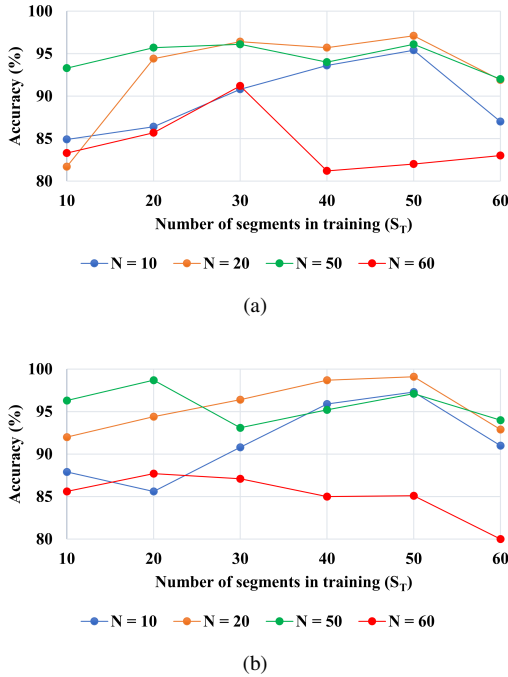 100
95
90
85
80
Accuracy (%)
10 20 30 40 50 60
Number of segments in training (S_T)
N = 10 N = 20 N = 50 N = 60
(a)
100
95
90
85
80
Accuracy (%)
10 20 30 40 50 60
Number of segments in training (S_T)
N = 10 N = 20 N = 50 N = 60
(b)